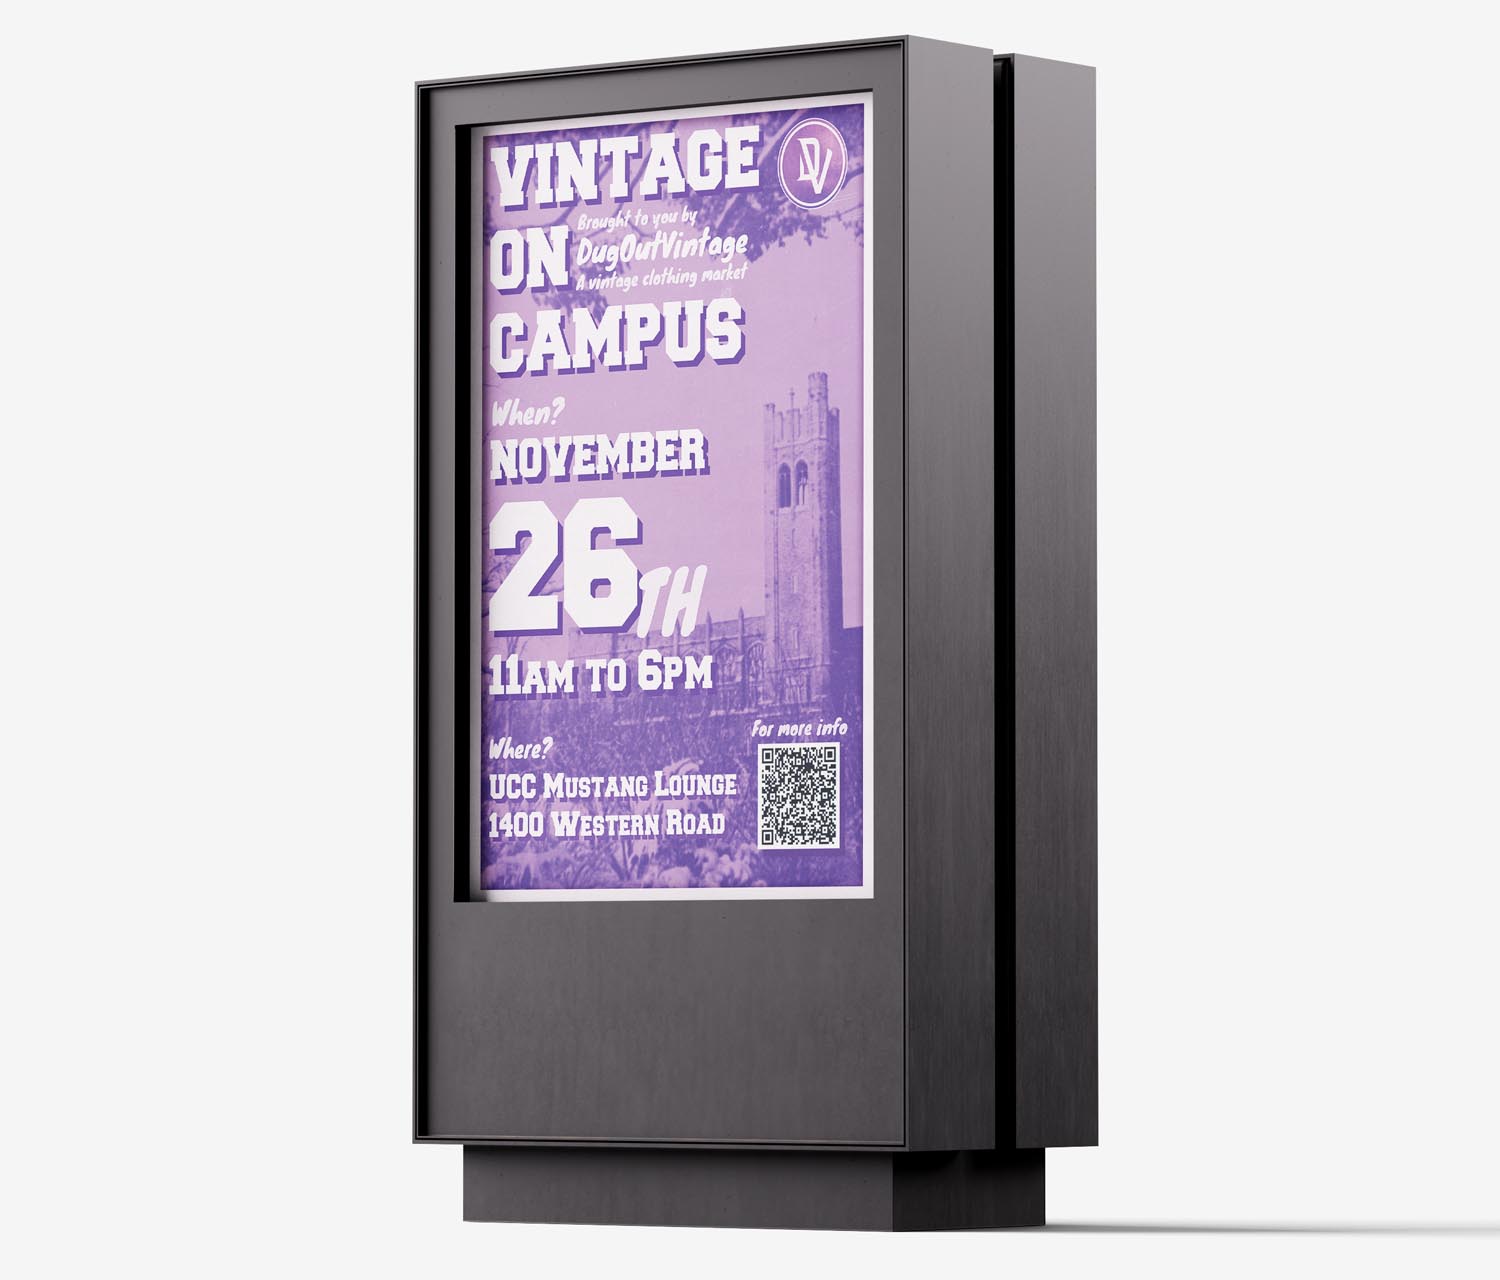 VINTAGE
DV
ON
Brought to you by
DugOutVintage
A vintage clothing market
CAMPUS
When?
NOVEMBER
26TH
11AM TO 6PM
For more info
Where?
UCC MUSTANG LOUNGE
1400 WESTERN ROAD